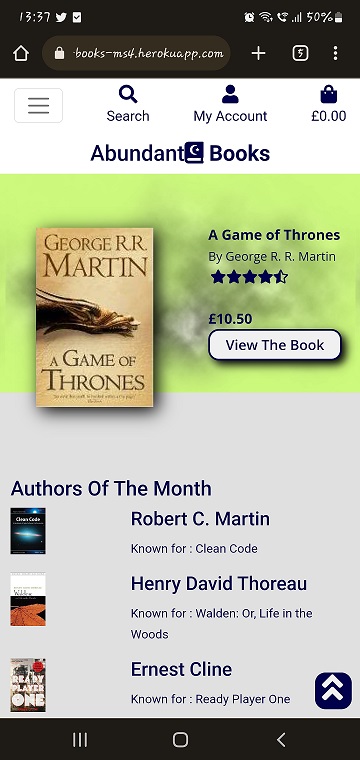 13:37
50%
books-ms4.herokuapp.com
5
Search
My Account
£0.00
Abundant Books
GEORGE R.R.
MARTIN
A GAME OF
THRONES
A Game of Thrones
By George R. R. Martin
£10.50
View The Book
Authors Of The Month
Clean Code
Robert C. Martin
Known for : Clean Code
Henry David Thoreau
Known for : Walden: Or, Life in the
Woods
READY
PLAYER
ONE
Ernest Cline
Known for : Ready Player One